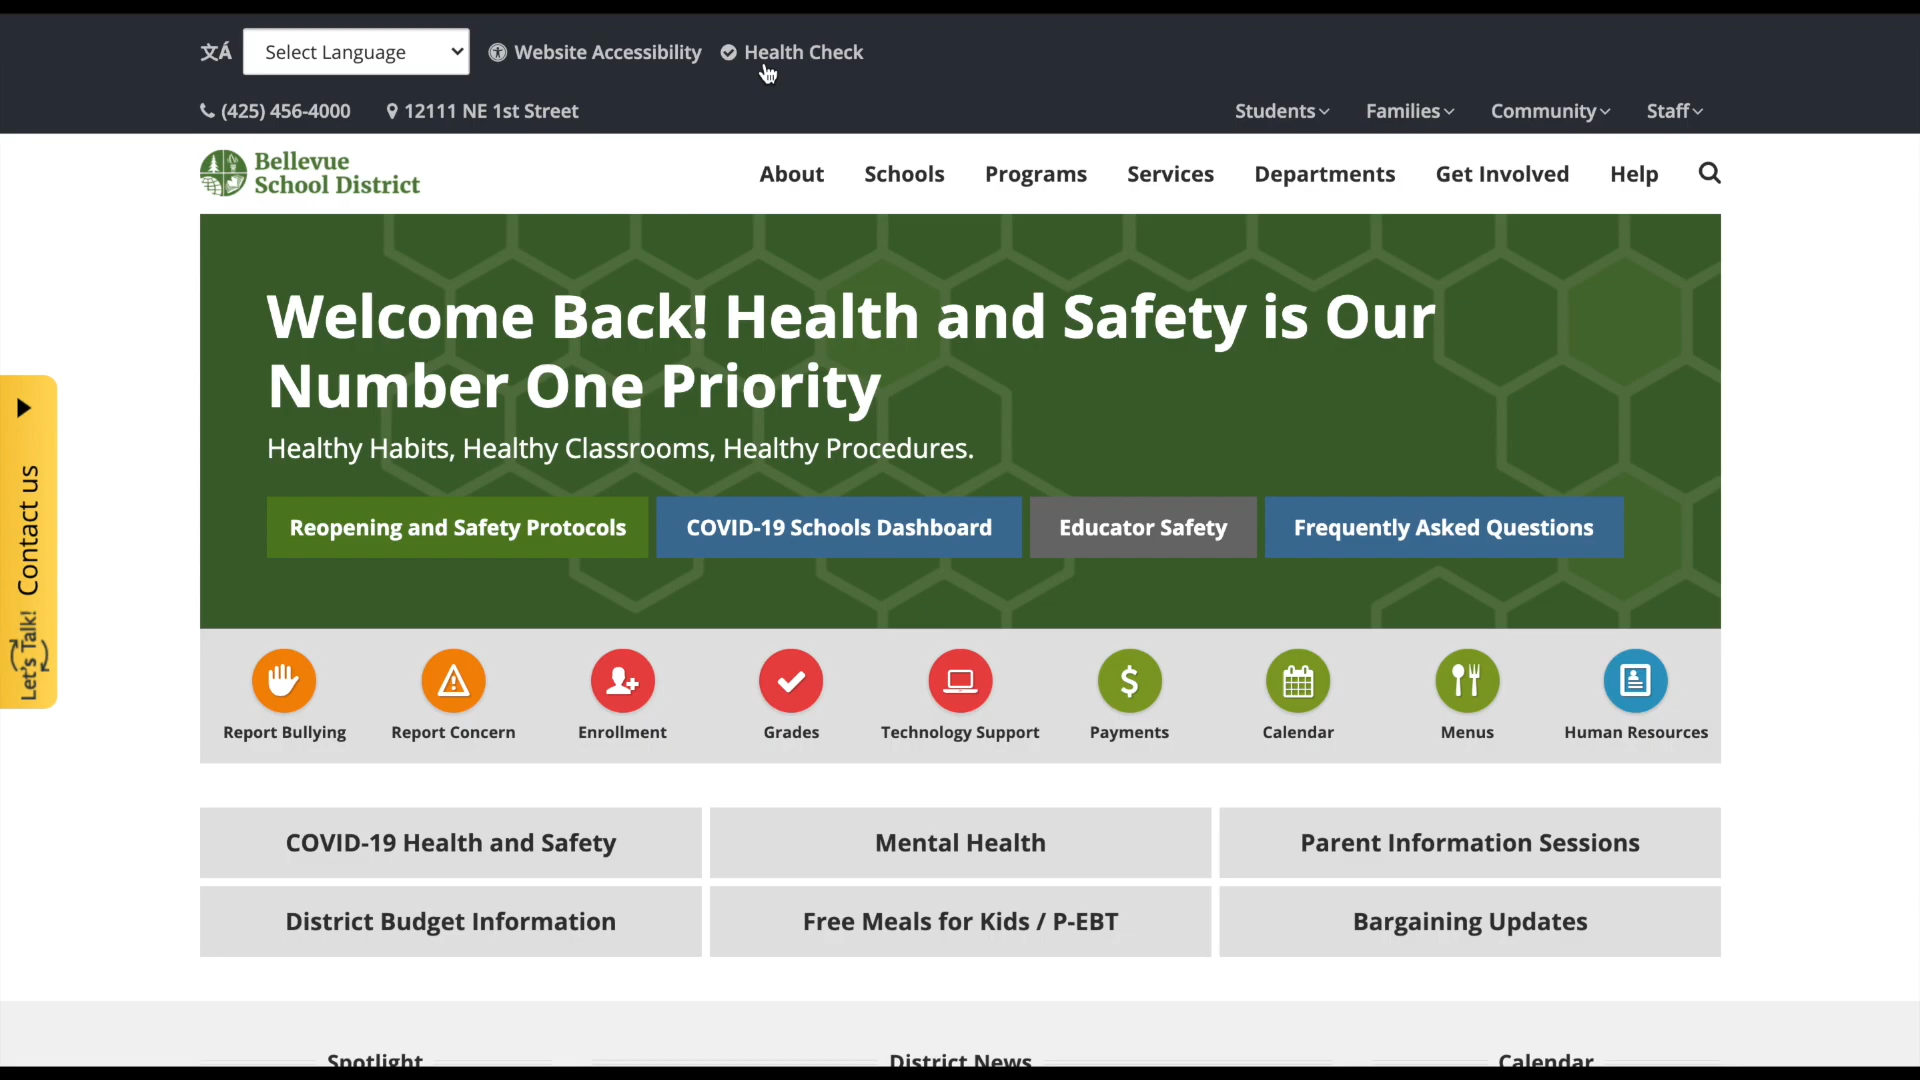 文Á Select Language Website Accessibility Health Check
(425) 456-4000 12111 NE 1st Street Students Families Community Staff
Bellevue
School District
About Schools Programs Services Departments Get Involved Help
Welcome Back! Health and Safety is Our
Number One Priority
Healthy Habits, Healthy Classrooms, Healthy Procedures.
Reopening and Safety Protocols COVID-19 Schools Dashboard Educator Safety Frequently Asked Questions
Let's Talk! Contact us
Report Bullying Report Concern Enrollment Grades Technology Support Payments Calendar Menus Human Resources
COVID-19 Health and Safety Mental Health Parent Information Sessions
District Budget Information Free Meals for Kids / P-EBT Bargaining Updates
Spotlight District News Calendar